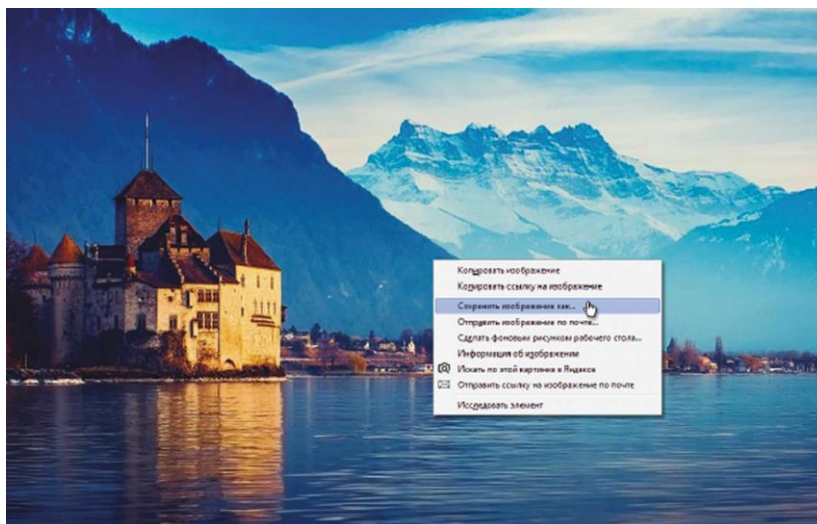 Копировать изображение
Копировать ссылку на изображение
Сохранить изображение как...
Отправить изображение по почте...
Сделать фоновым рисунком рабочего стола...
Информация об изображении
Искать по этой картинке в Яндексе
Отправить ссылку на изображение по почте
Исследовать элемент